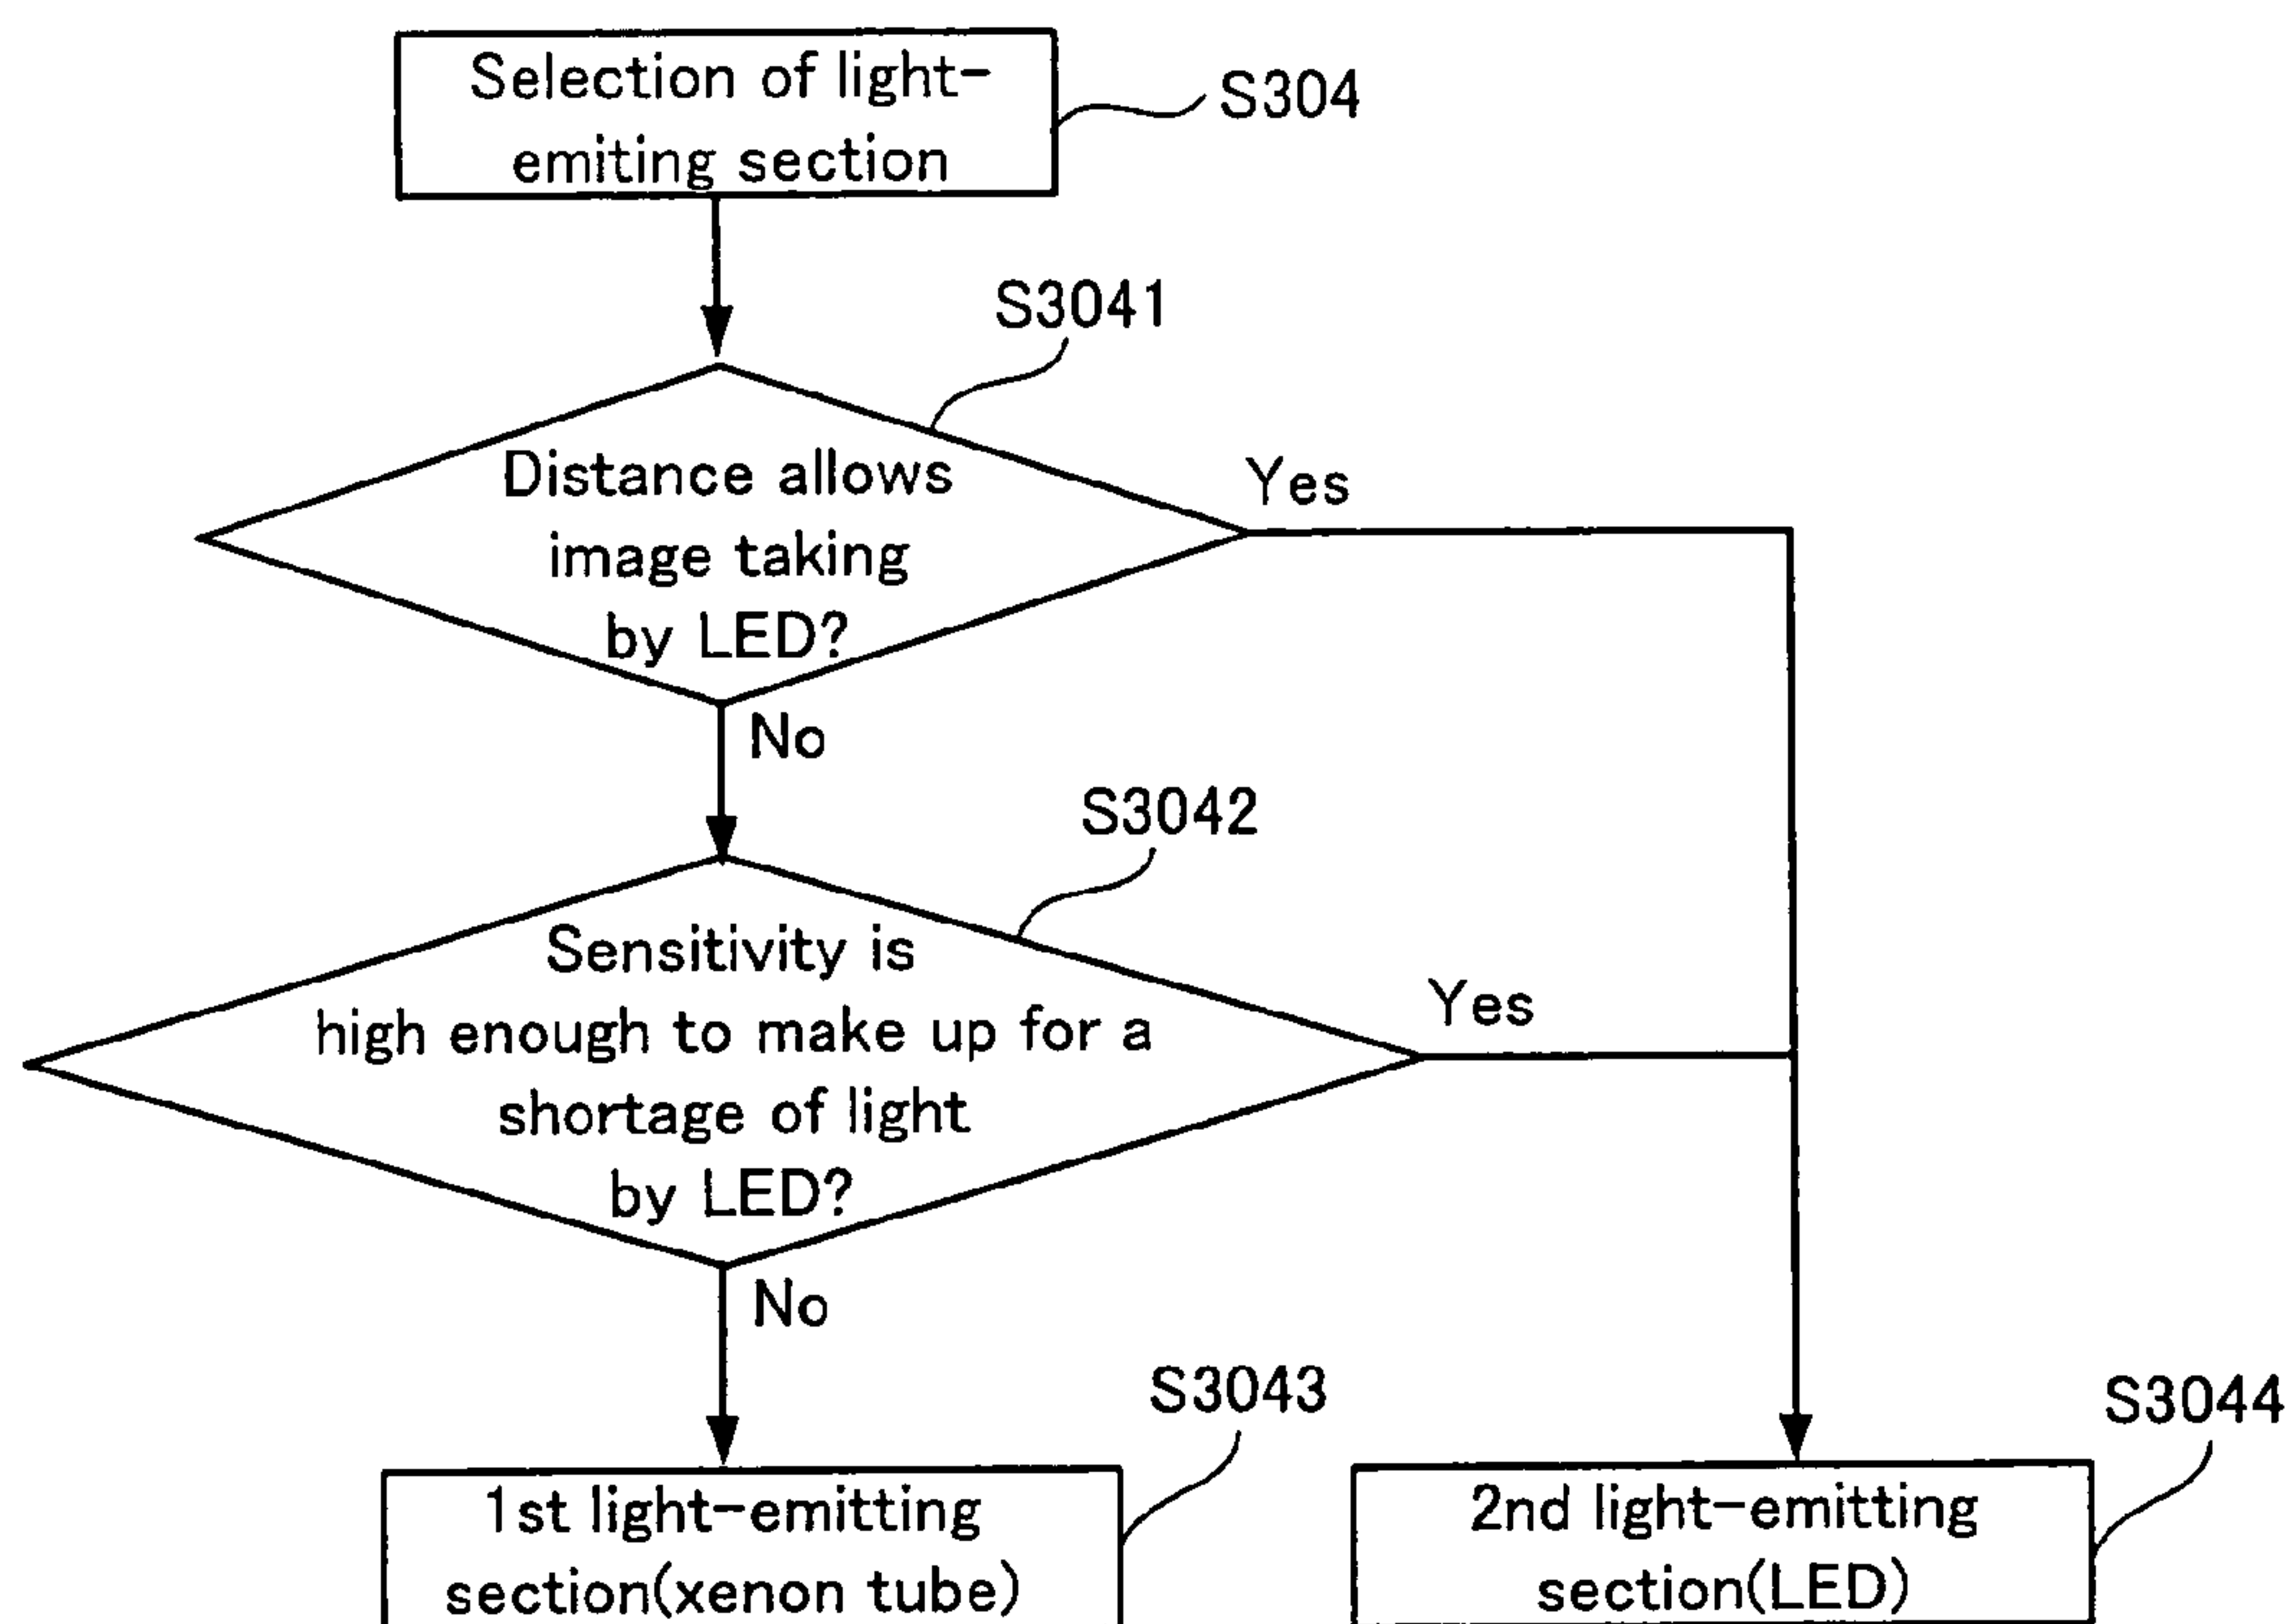 Selection of light-
emiting section
S304
S3041
Distance allows
image taking
by LED?
Yes
No
S3042
Sensitivity is
high enough to make up for a
shortage of light
by LED?
Yes
No
S3043
1st light-emitting
section(xenon tube)
S3044
2nd light-emitting
section(LED)